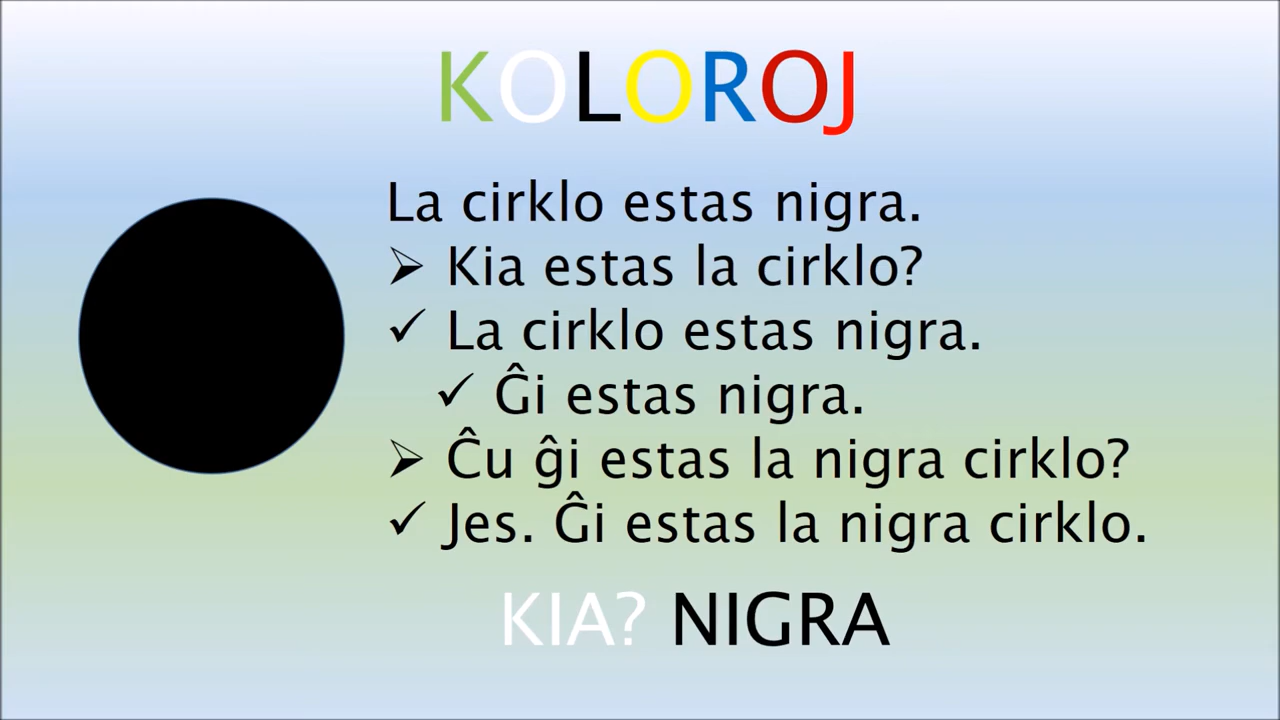 KOLOROJ
La cirklo estas nigra.
➢ Kia estas la cirklo?
✓ La cirklo estas nigra.
✓ Ĝi estas nigra.
➢ Ĉu ĝi estas la nigra cirklo?
✓ Jes. Ĝi estas la nigra cirklo.
KIA? NIGRA